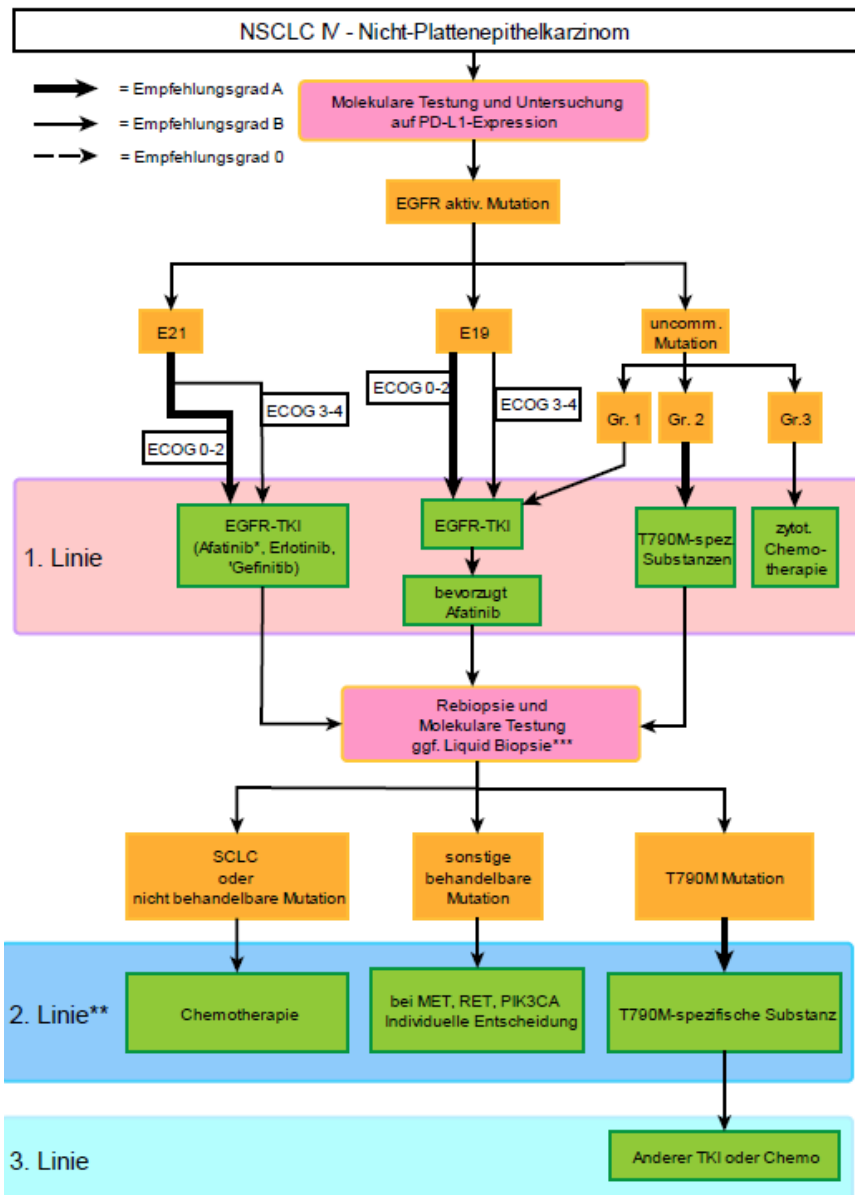 NSCLC IV - Nicht-Plattenepithelkarzinom
= Empfehlungsgrad A
= Empfehlungsgrad B
= Empfehlungsgrad 0
Molekulare Testung und Untersuchung
auf PD-L1-Expression
EGFR aktiv. Mutation
E21
E19
uncomm.
Mutation
ECOG 0-2
ECOG 3-4
ECOG 0-2
ECOG 3-4
Gr. 1
Gr. 2
Gr.3
1. Linie
EGFR-TKI
(Afatinib*, Erlotinib,
'Gefinitib)
EGFR-TKI
bevorzugt
Afatinib
T790M-spez.
Substanzen
zytot.
Chemo-
therapie
Rebiopsie und
Molekulare Testung
ggf. Liquid Biopsie***
SCLC
oder
nicht behandelbare Mutation
sonstige
behandelbare
Mutation
T790M Mutation
2. Linie**
Chemotherapie
bei MET, RET, PIK3CA
Individuelle Entscheidung
T790M-spezifische Substanz
3. Linie
Anderer TKI oder Chemo